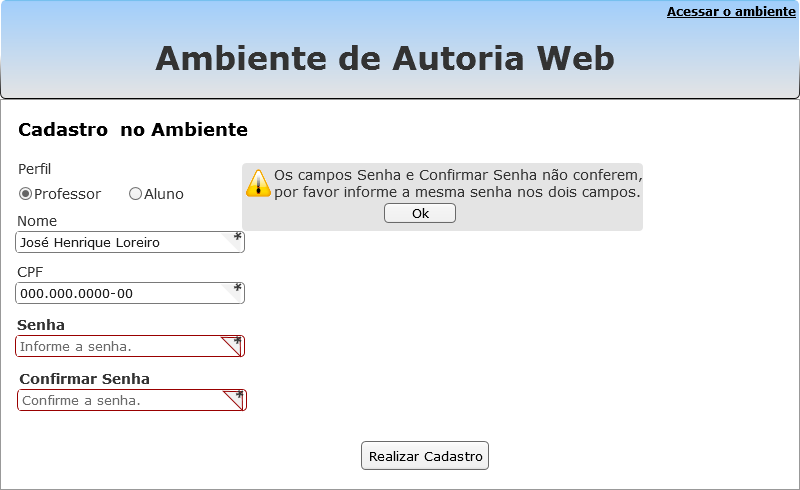 Acessar o ambiente
Ambiente de Autoria Web
Cadastro no Ambiente
Perfil
Professor Aluno
Os campos Senha e Confirmar Senha não conferem,
por favor informe a mesma senha nos dois campos.
Ok
Nome
José Henrique Loreiro *
CPF
000.000.0000-00 *
Senha
Informe a senha. *
Confirmar Senha
Confirme a senha. *
Realizar Cadastro